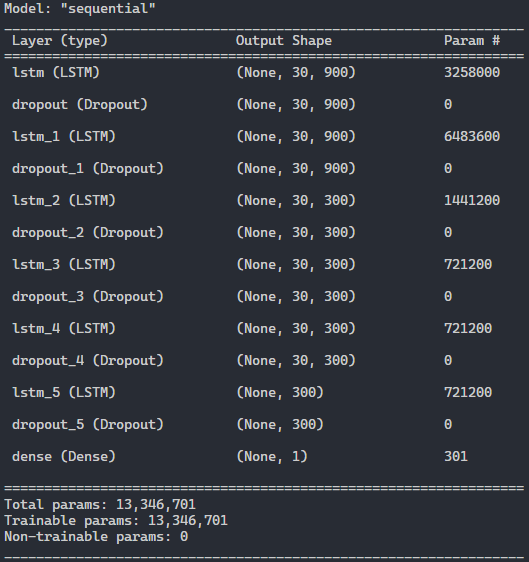 Model: "sequential"
Layer (type) Output Shape Param #
lstm (LSTM) (None, 30, 900) 3258000
dropout (Dropout) (None, 30, 900) 0
lstm_1 (LSTM) (None, 30, 900) 6483600
dropout_1 (Dropout) (None, 30, 900) 0
lstm_2 (LSTM) (None, 30, 300) 1441200
dropout_2 (Dropout) (None, 30, 300) 0
lstm_3 (LSTM) (None, 30, 300) 721200
dropout_3 (Dropout) (None, 30, 300) 0
lstm_4 (LSTM) (None, 30, 300) 721200
dropout_4 (Dropout) (None, 30, 300) 0
lstm_5 (LSTM) (None, 300) 721200
dropout_5 (Dropout) (None, 300) 0
dense (Dense) (None, 1) 301
Total params: 13,346,701
Trainable params: 13,346,701
Non-trainable params: 0